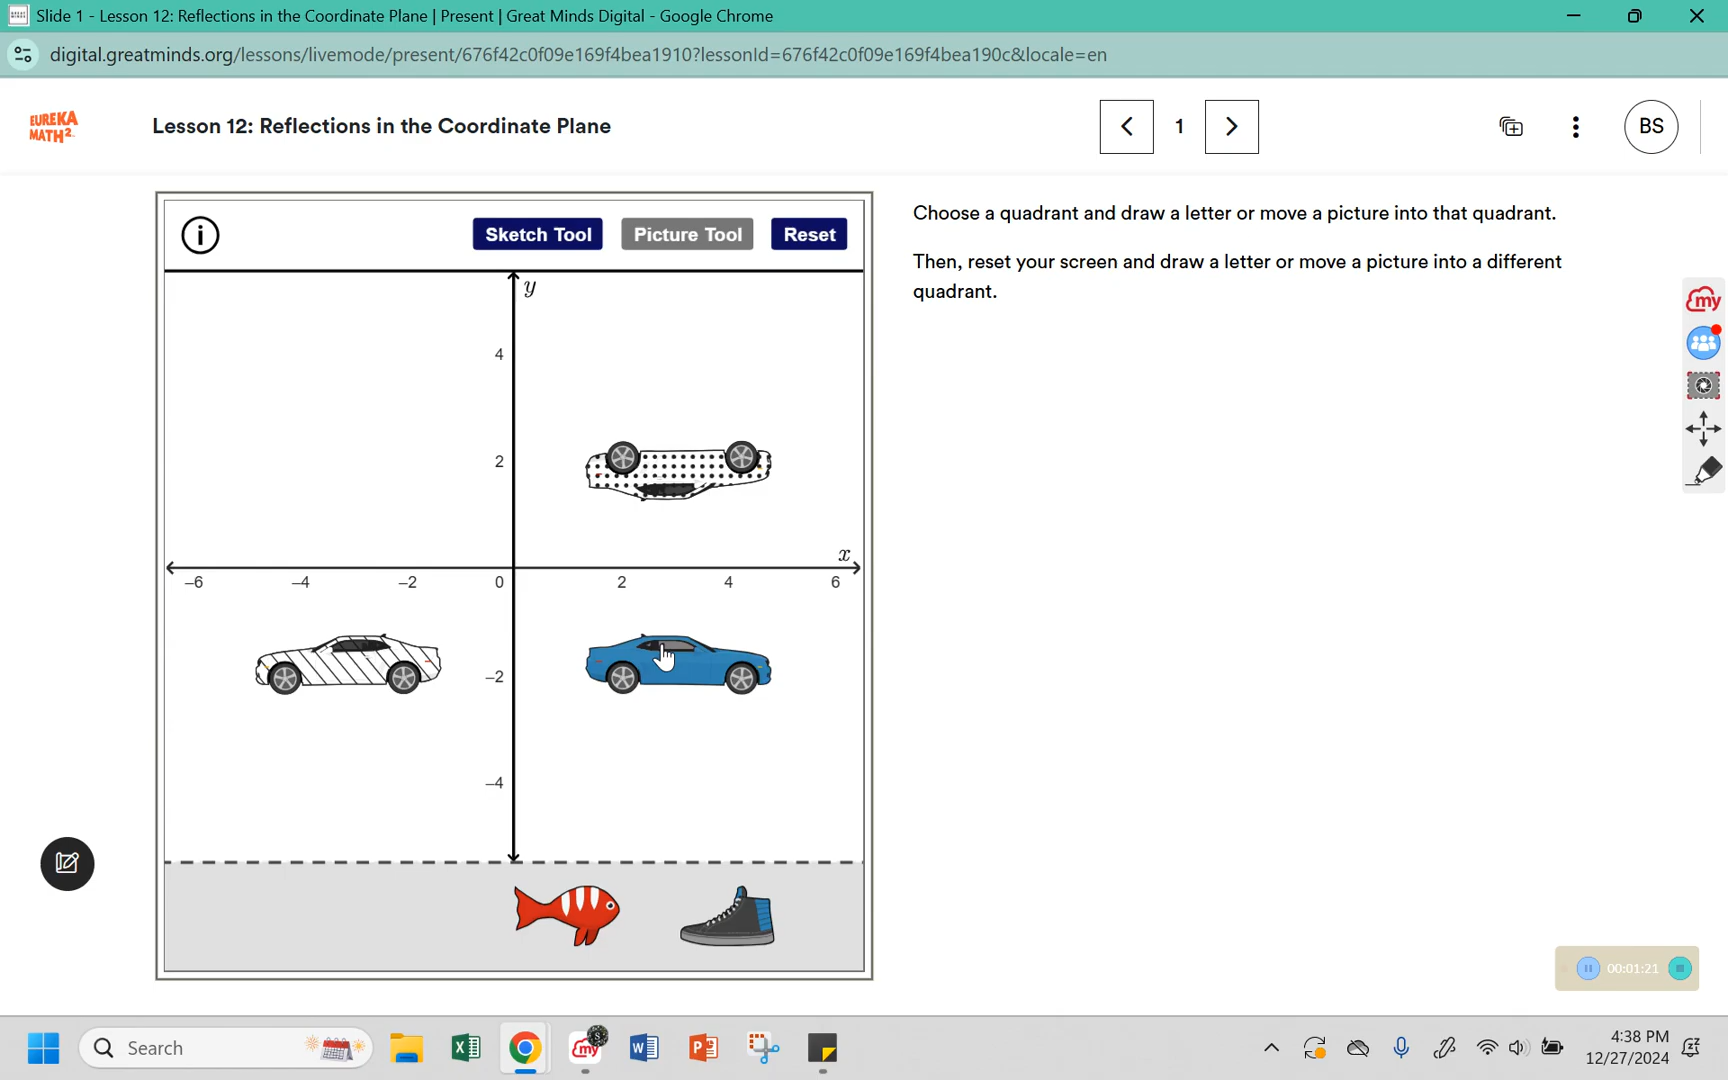 Slide 1 - Lesson 12: Reflections in the Coordinate Plane | Present | Great Minds Digital - Google Chrome
digital.greatminds.org/lessons/livemode/present/676f42c0f09e169f4bea1910?lessonId=676f42c0f09e169f4bea190c&locale=en
EUREKA
MATH²
Lesson 12: Reflections in the Coordinate Plane
1
BS
i
Sketch Tool
Picture Tool
Reset
Choose a quadrant and draw a letter or move a picture into that quadrant.
Then, reset your screen and draw a letter or move a picture into a different
quadrant.
y
4
2
x
–6 –4 –2 0 2 4 6
–2
–4
my
00:01:21
Search
my
4:38 PM
12/27/2024